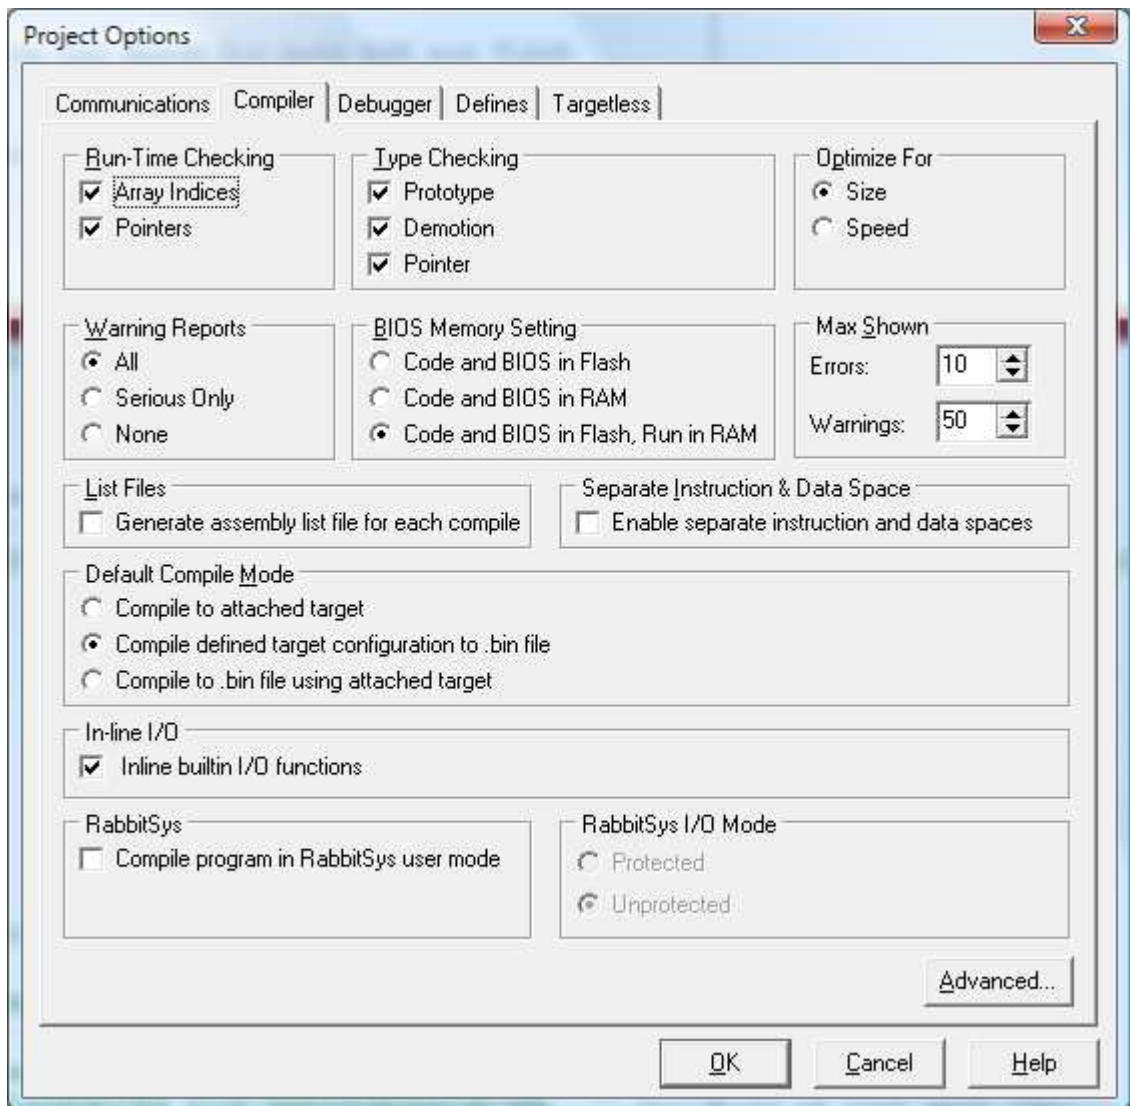 Project Options
Communications Compiler Debugger Defines Targetless
Run-Time Checking
Array Indices
Pointers
Type Checking
Prototype
Demotion
Pointer
Optimize For
Size
Speed
Warning Reports
All
Serious Only
None
BIOS Memory Setting
Code and BIOS in Flash
Code and BIOS in RAM
Code and BIOS in Flash, Run in RAM
Max Shown
Errors: 10
Warnings: 50
List Files
Generate assembly list file for each compile
Separate Instruction & Data Space
Enable separate instruction and data spaces
Default Compile Mode
Compile to attached target
Compile defined target configuration to .bin file
Compile to .bin file using attached target
In-line I/O
Inline builtin I/O functions
RabbitSys
Compile program in RabbitSys user mode
RabbitSys I/O Mode
Protected
Unprotected
Advanced...
OK Cancel Help